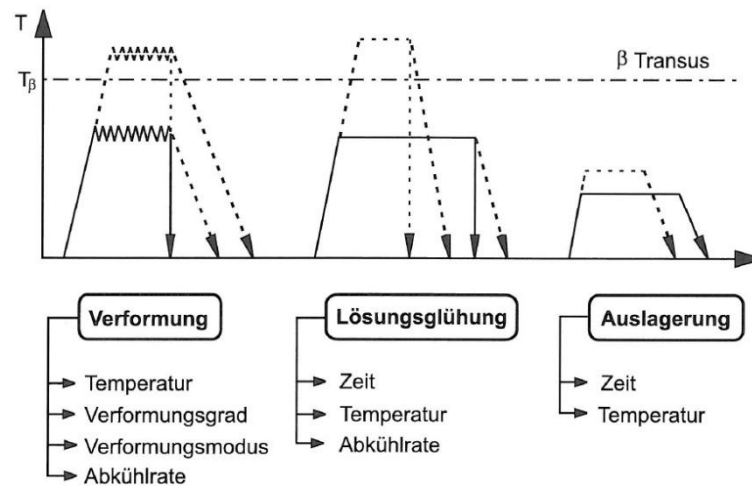 T
β Transus
Tβ
Verformung
Temperatur
Verformungsgrad
Verformungsmodus
Abkühlrate
Lösungsglühung
Zeit
Temperatur
Abkühlrate
Auslagerung
Zeit
Temperatur